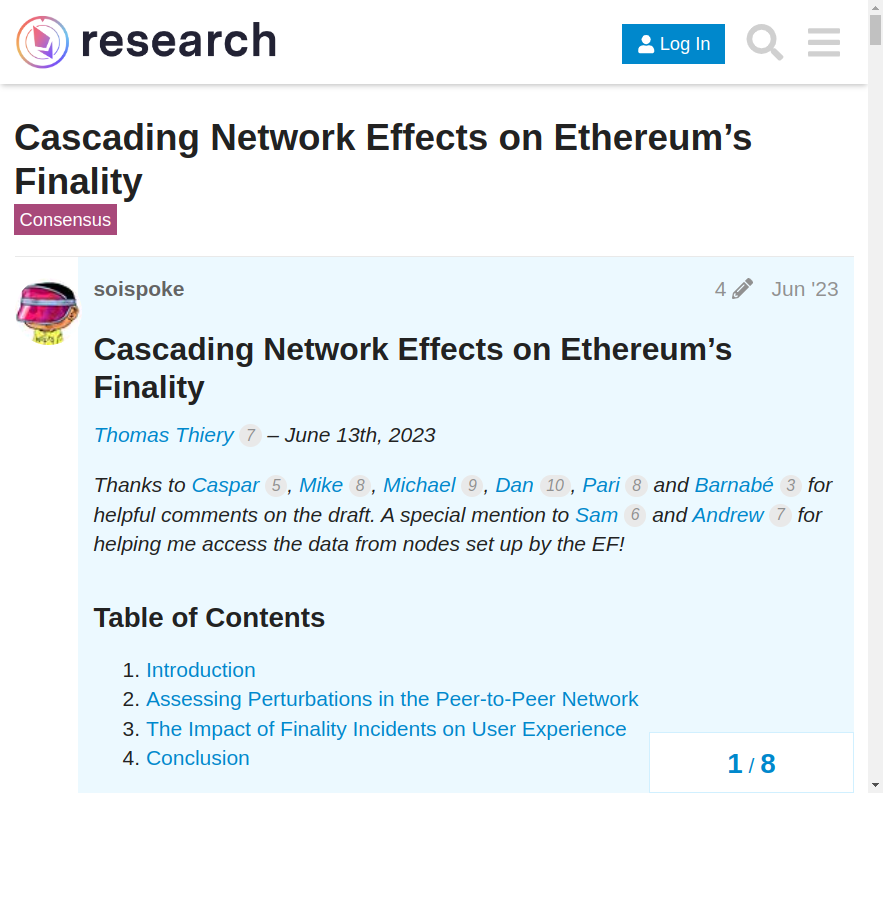 research
Log In
Cascading Network Effects on Ethereum’s
Finality
Consensus
soispoke 4 Jun '23
Cascading Network Effects on Ethereum’s
Finality
Thomas Thiery 7 – June 13th, 2023
Thanks to Caspar 5, Mike 8, Michael 9, Dan 10, Pari 8 and Barnabé 3 for
helpful comments on the draft. A special mention to Sam 6 and Andrew 7 for
helping me access the data from nodes set up by the EF!
Table of Contents
1. Introduction
2. Assessing Perturbations in the Peer-to-Peer Network
3. The Impact of Finality Incidents on User Experience
4. Conclusion
1 / 8